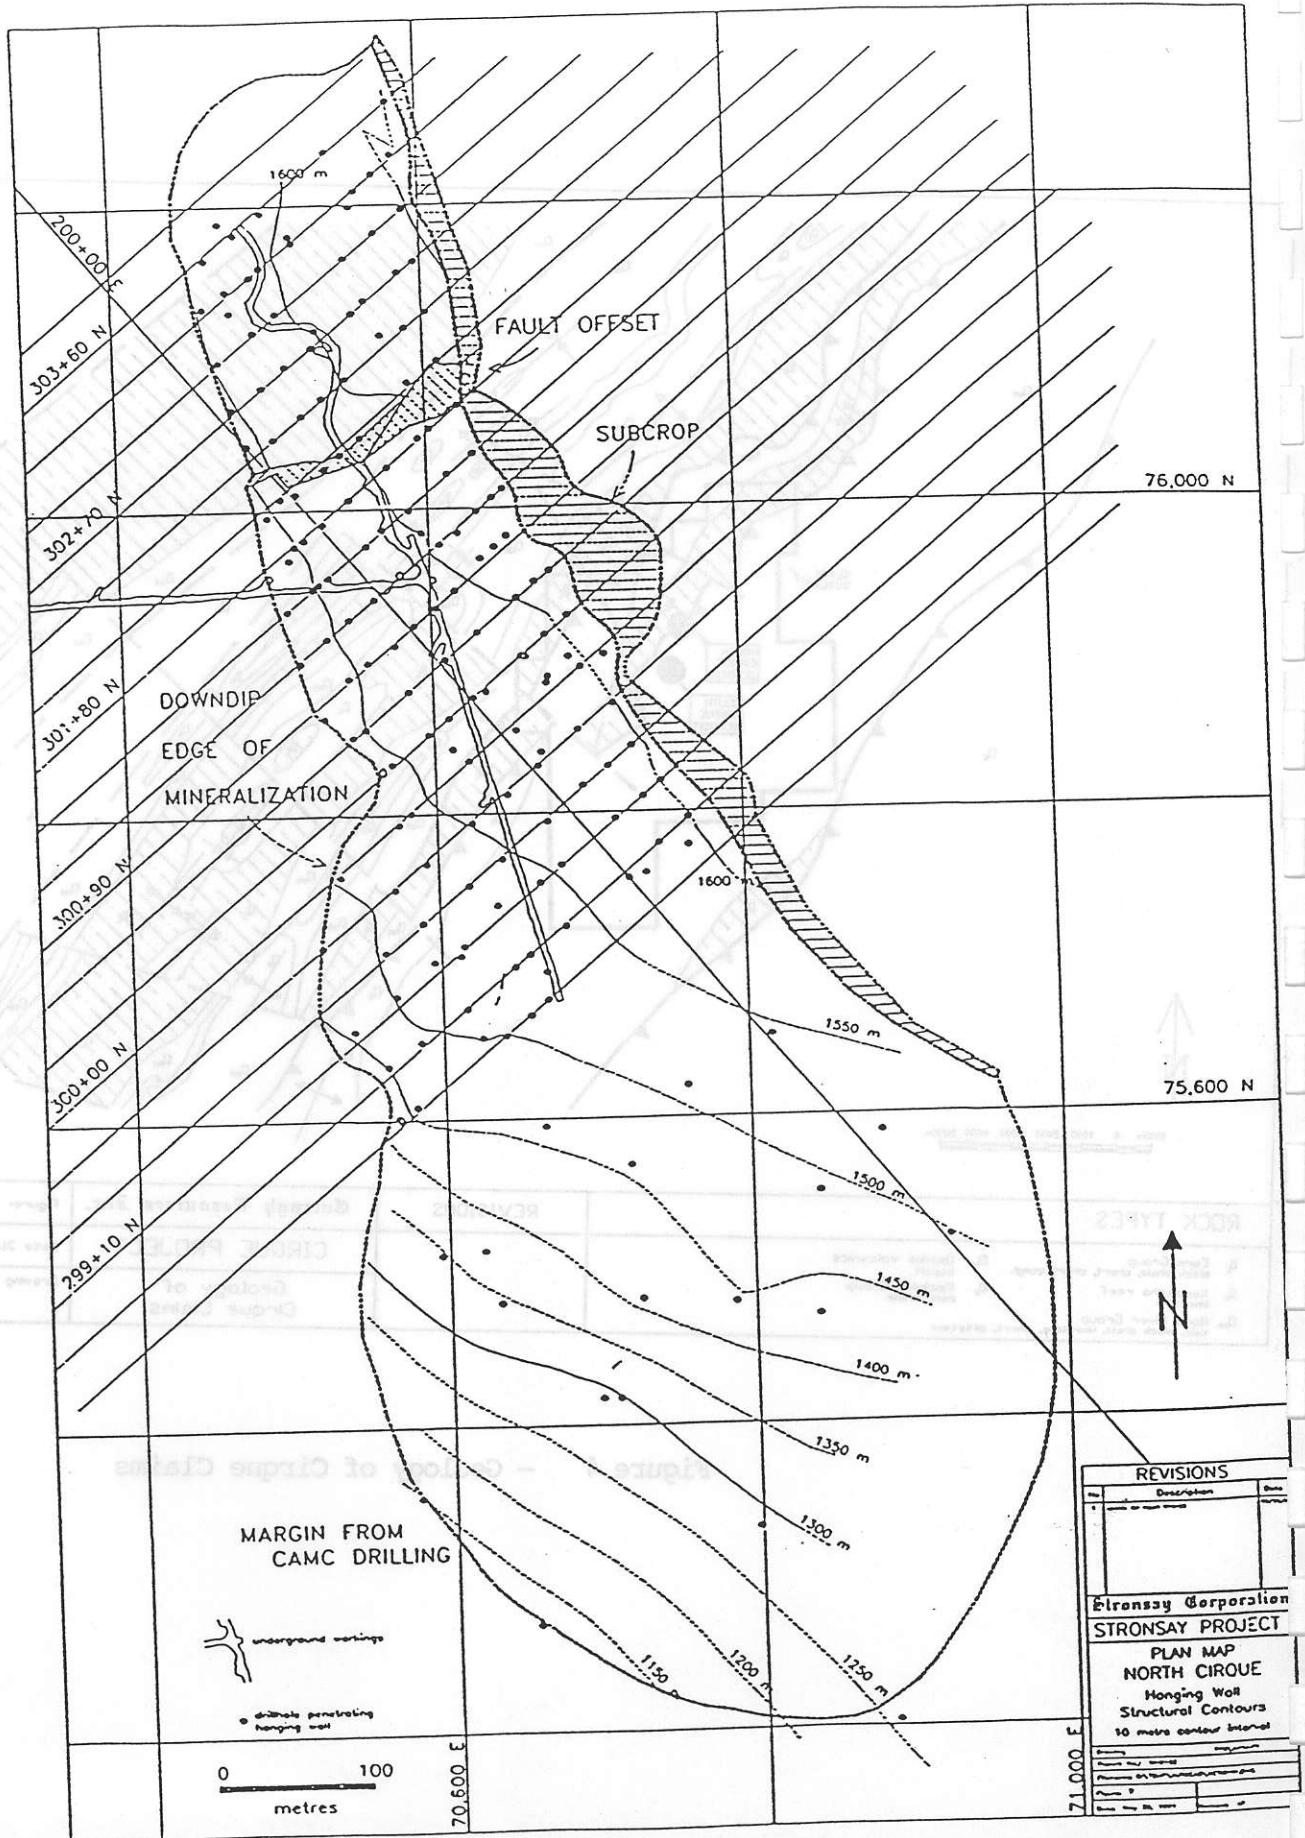 1600 m
200+00 E
303+60 N
FAULT OFFSET
SUBCROP
76,000 N
302+70 N
301+80 N
DOWNDIP
EDGE OF
MINERALIZATION
1600
300+90 N
1550 m
300+00 N
75,600 N
1500 m
299+10 N
1450 m
1400 m
N
1350 m
1300 m
MARGIN FROM
CAMC DRILLING
underground workings
1150
1200 m
1250 m
drillhole penetrating
hanging wall
0 100
metres
70,600 E
71,000 E
REVISIONS
Description
Stronsay Corporation
STRONSAY PROJECT
PLAN MAP
NORTH CIRQUE
Hanging Wall
Structural Contours
10 metre contour interval
ROCK TYPES
REVISIONS
CIRQUE PROJECT
Geology of
Cirque Claims
Figure 4 - Geology of Cirque Claims